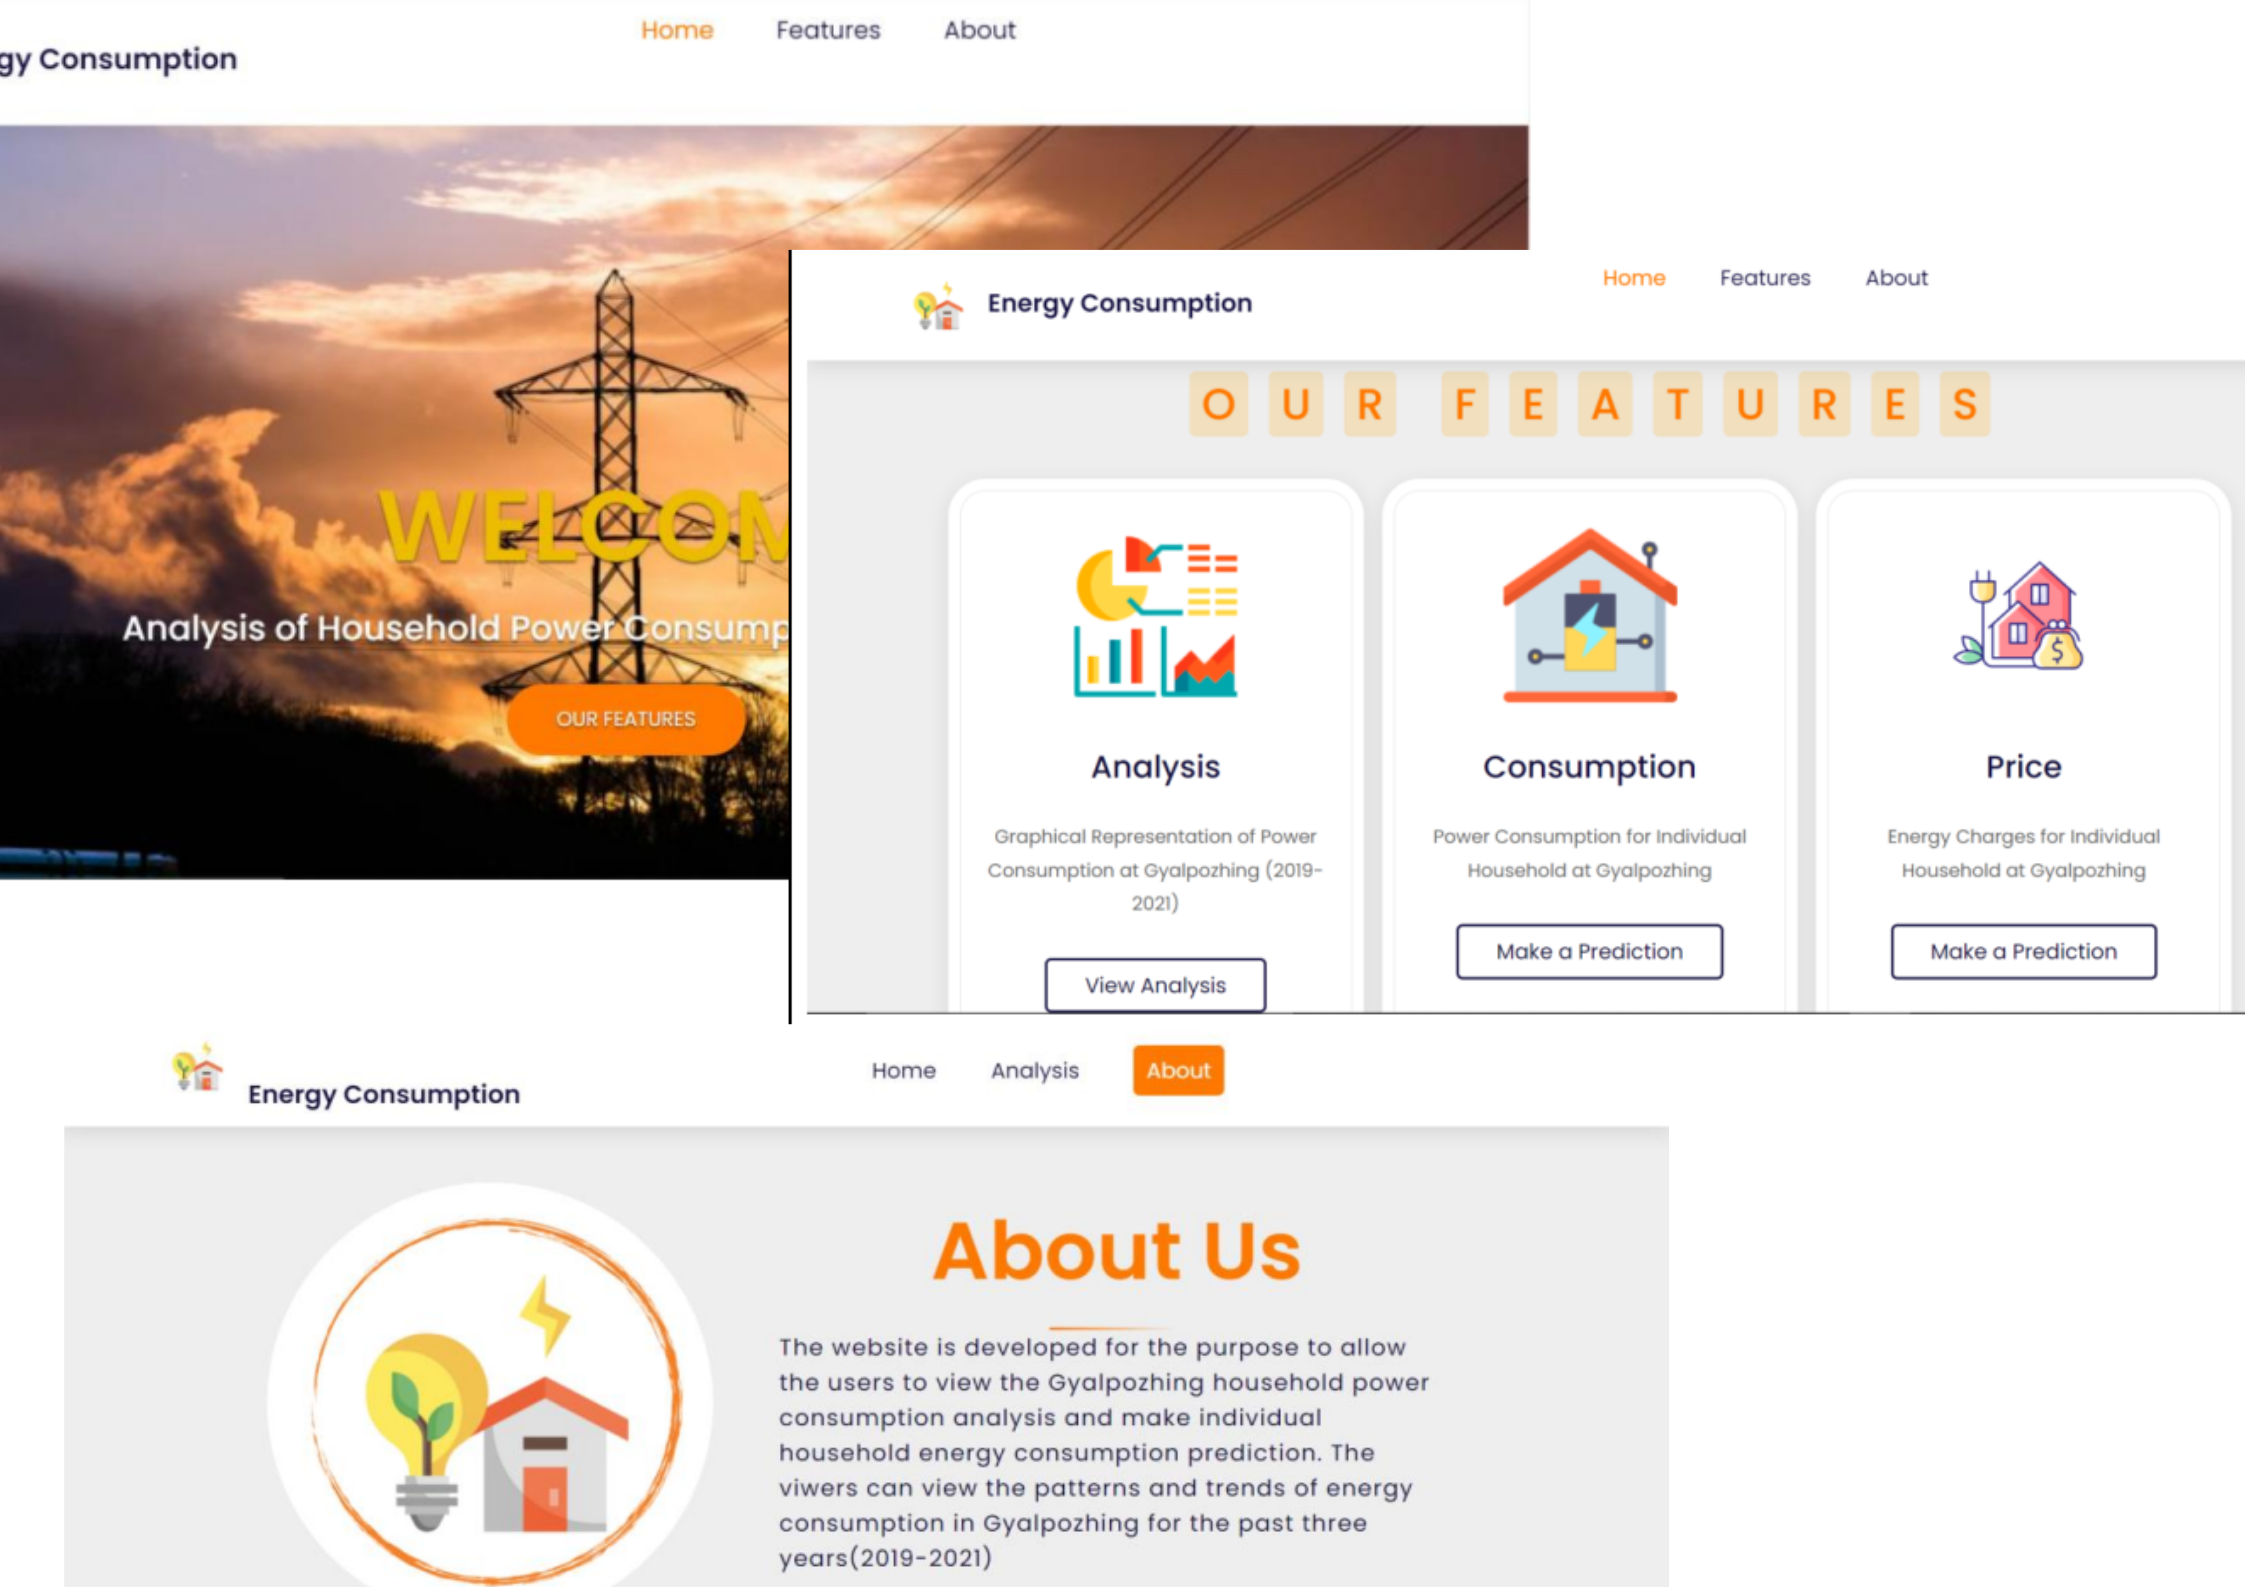 Home Features About
gy Consumption
WELCOM
Analysis of Household Power Consump
OUR FEATURES
Energy Consumption
Home Features About
OUR FEATURES
Analysis
Graphical Representation of Power
Consumption at Gyalpozhing (2019-
2021)
View Analysis
Consumption
Power Consumption for Individual
Household at Gyalpozhing
Make a Prediction
Price
Energy Charges for Individual
Household at Gyalpozhing
Make a Prediction
Energy Consumption
Home Analysis About
About Us
The website is developed for the purpose to allow
the users to view the Gyalpozhing household power
consumption analysis and make individual
household energy consumption prediction. The
viwers can view the patterns and trends of energy
consumption in Gyalpozhing for the past three
years(2019-2021)